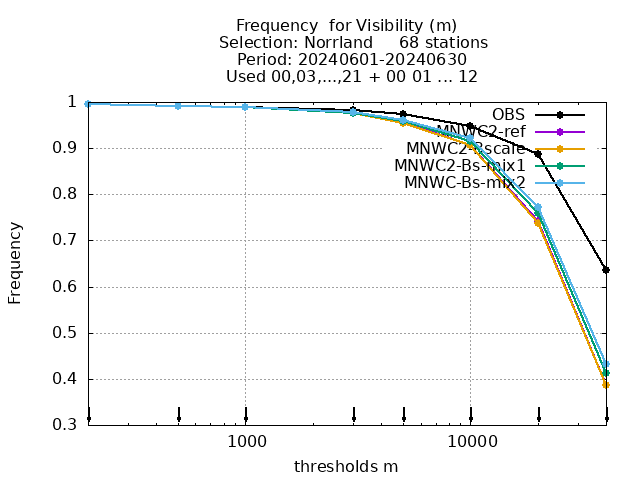 Frequency  for Visibility (m)
Selection: Norrland     68 stations
Period: 20240601-20240630
Used 00,03,...,21 + 00 01 ... 12
1
0.9
0.8
0.7
0.6
0.5
0.4
0.3
Frequency
OBS
MNWC2-ref
MNWC2-Bscale
MNWC2-Bs-mix1
MNWC-Bs-mix2
1000
10000
thresholds m